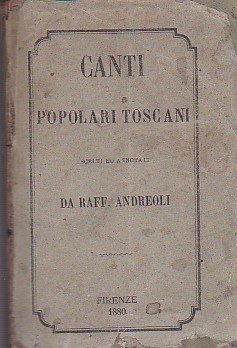 CANTI
POPOLARI TOSCANI
SCELTI ED ANNOTATI
DA RAFF. ANDREOLI
FIRENZE
1880.